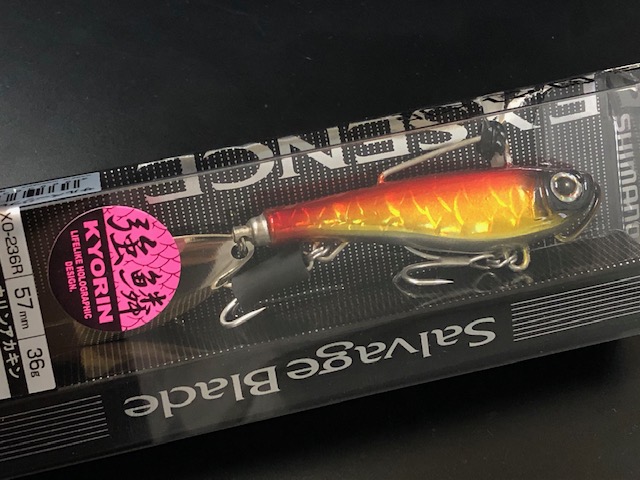 EXSENCE
SHIMANO
強鱗
KYORIN
LIFELIKE HOLOGRAPHIC
DESIGN.
XO-236R
57mm
36g
Salvage Blade